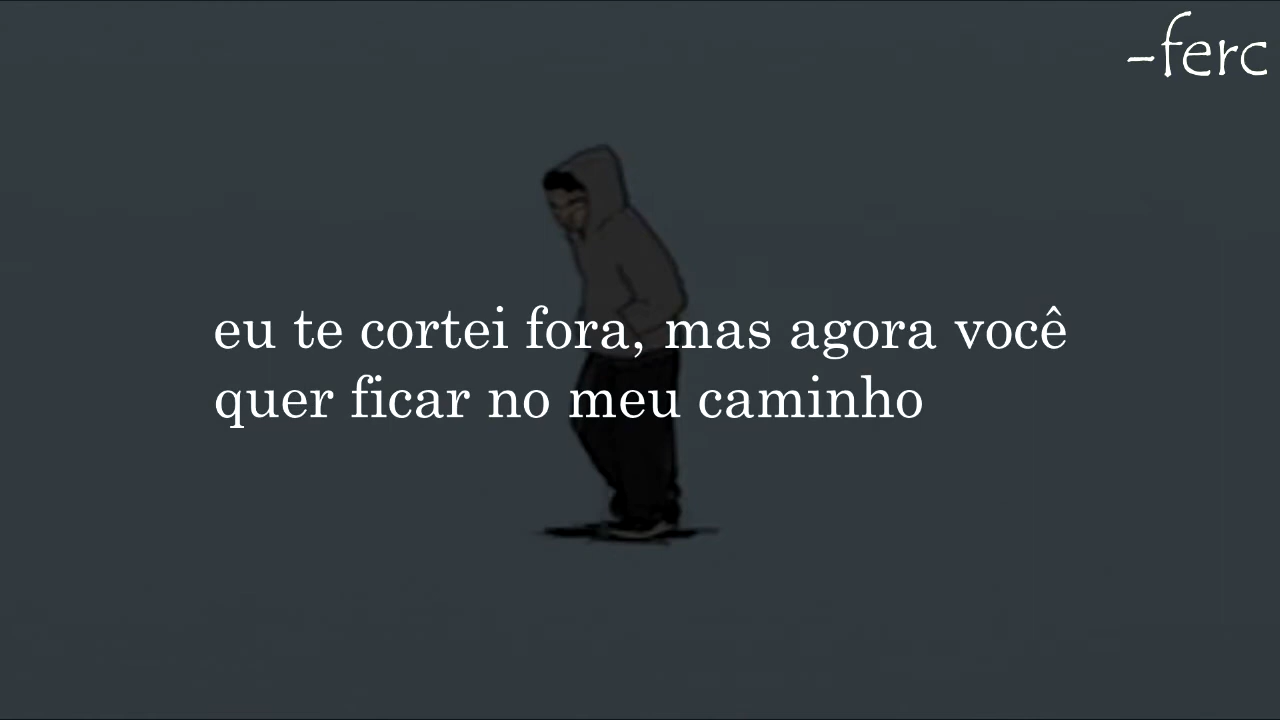 -ferc
eu te cortei fora, mas agora você
quer ficar no meu caminho